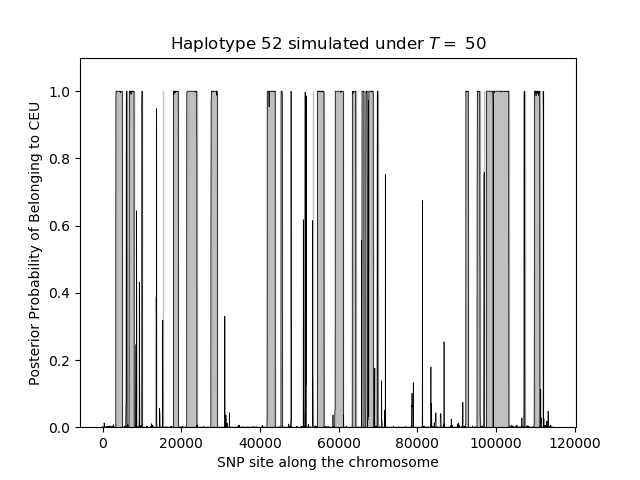 Haplotype 52 simulated under T = 50
Posterior Probability of Belonging to CEU
1.0
0.8
0.6
0.4
0.2
0.0
0 20000 40000 60000 80000 100000 120000
SNP site along the chromosome